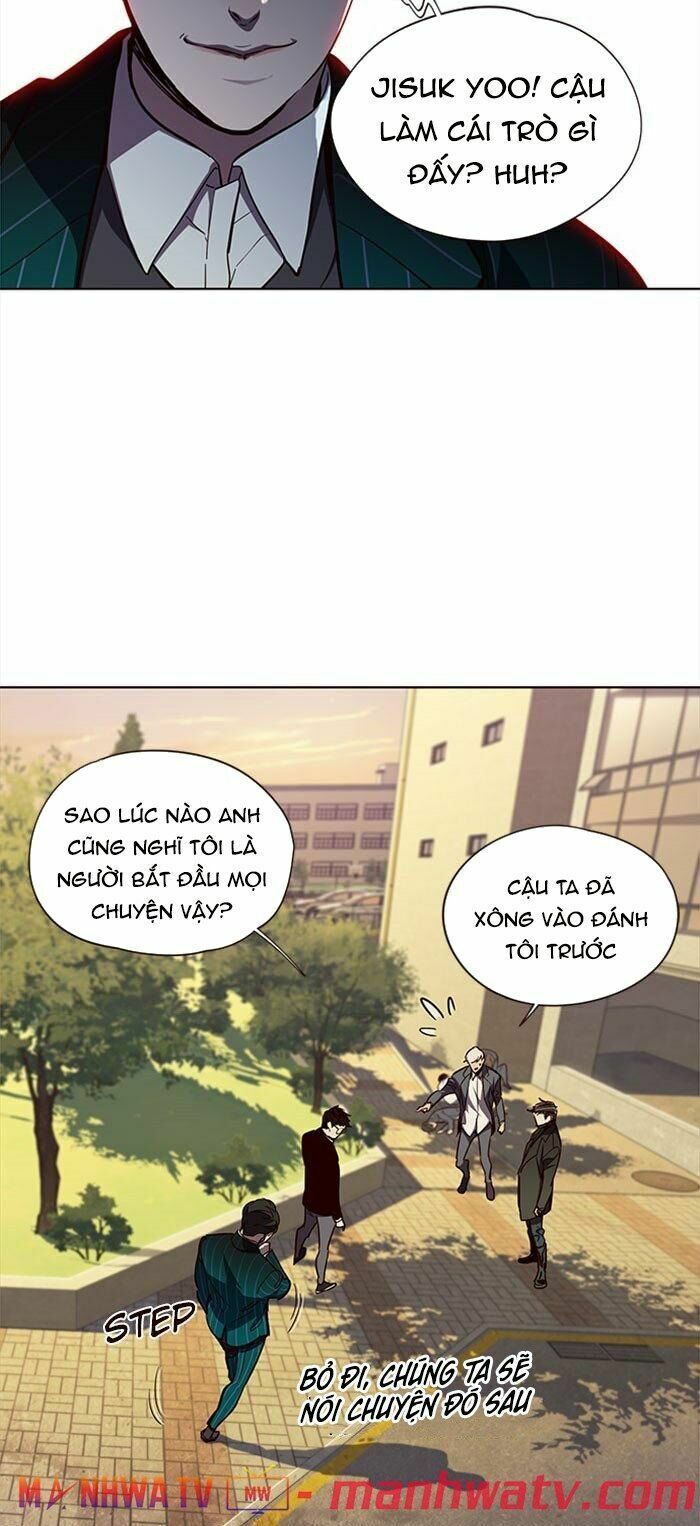 JISUK YOO! CẬU
LÀM CÁI TRÒ GÌ
ĐẤY? HUH?
SAO LÚC NÀO ANH
CŨNG NGHĨ TÔI LÀ
NGƯỜI BẮT ĐẦU MỌI
CHUYỆN VẬY?
CẬU TA ĐÃ
XÔNG VÀO ĐÁNH
TÔI TRƯỚC
STEP
BỎ ĐI, CHÚNG TA SẼ
NÓI CHUYỆN ĐÓ SAU
MANHWATV MW - manhwatv.com